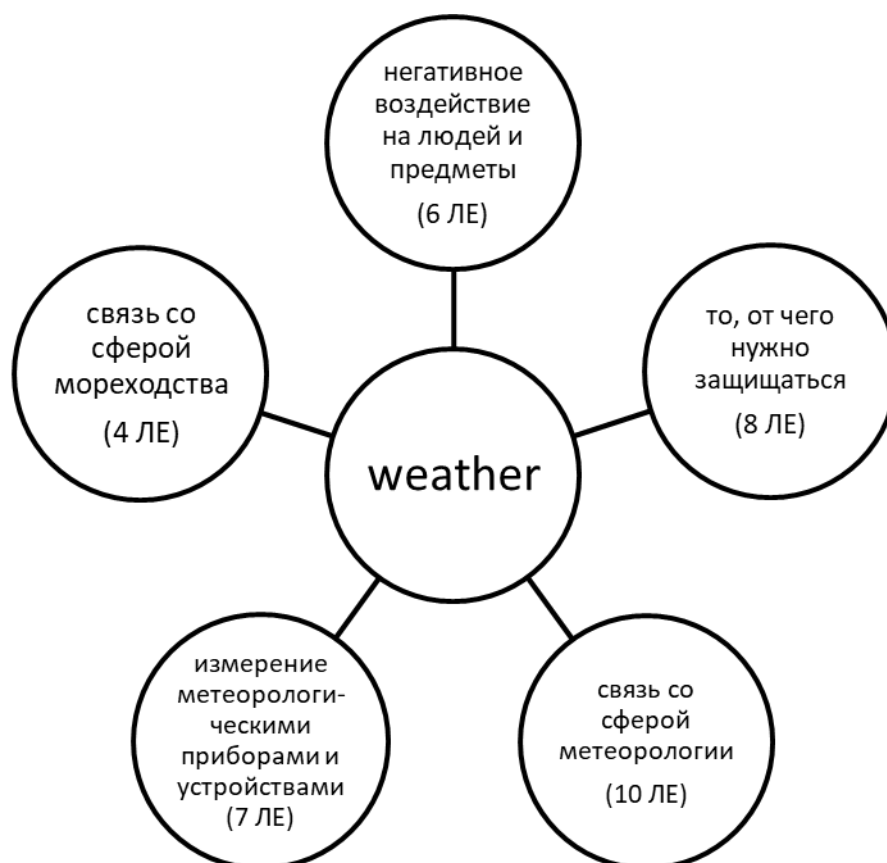 негативное
воздействие
на людей и
предметы
(6 ЛЕ)
связь со
сферой
мореходства
(4 ЛЕ)
то, от чего
нужно
защищаться
(8 ЛЕ)
weather
измерение
метеорологи-
ческими
приборами и
устройствами
(7 ЛЕ)
связь со
сферой
метеорологии
(10 ЛЕ)